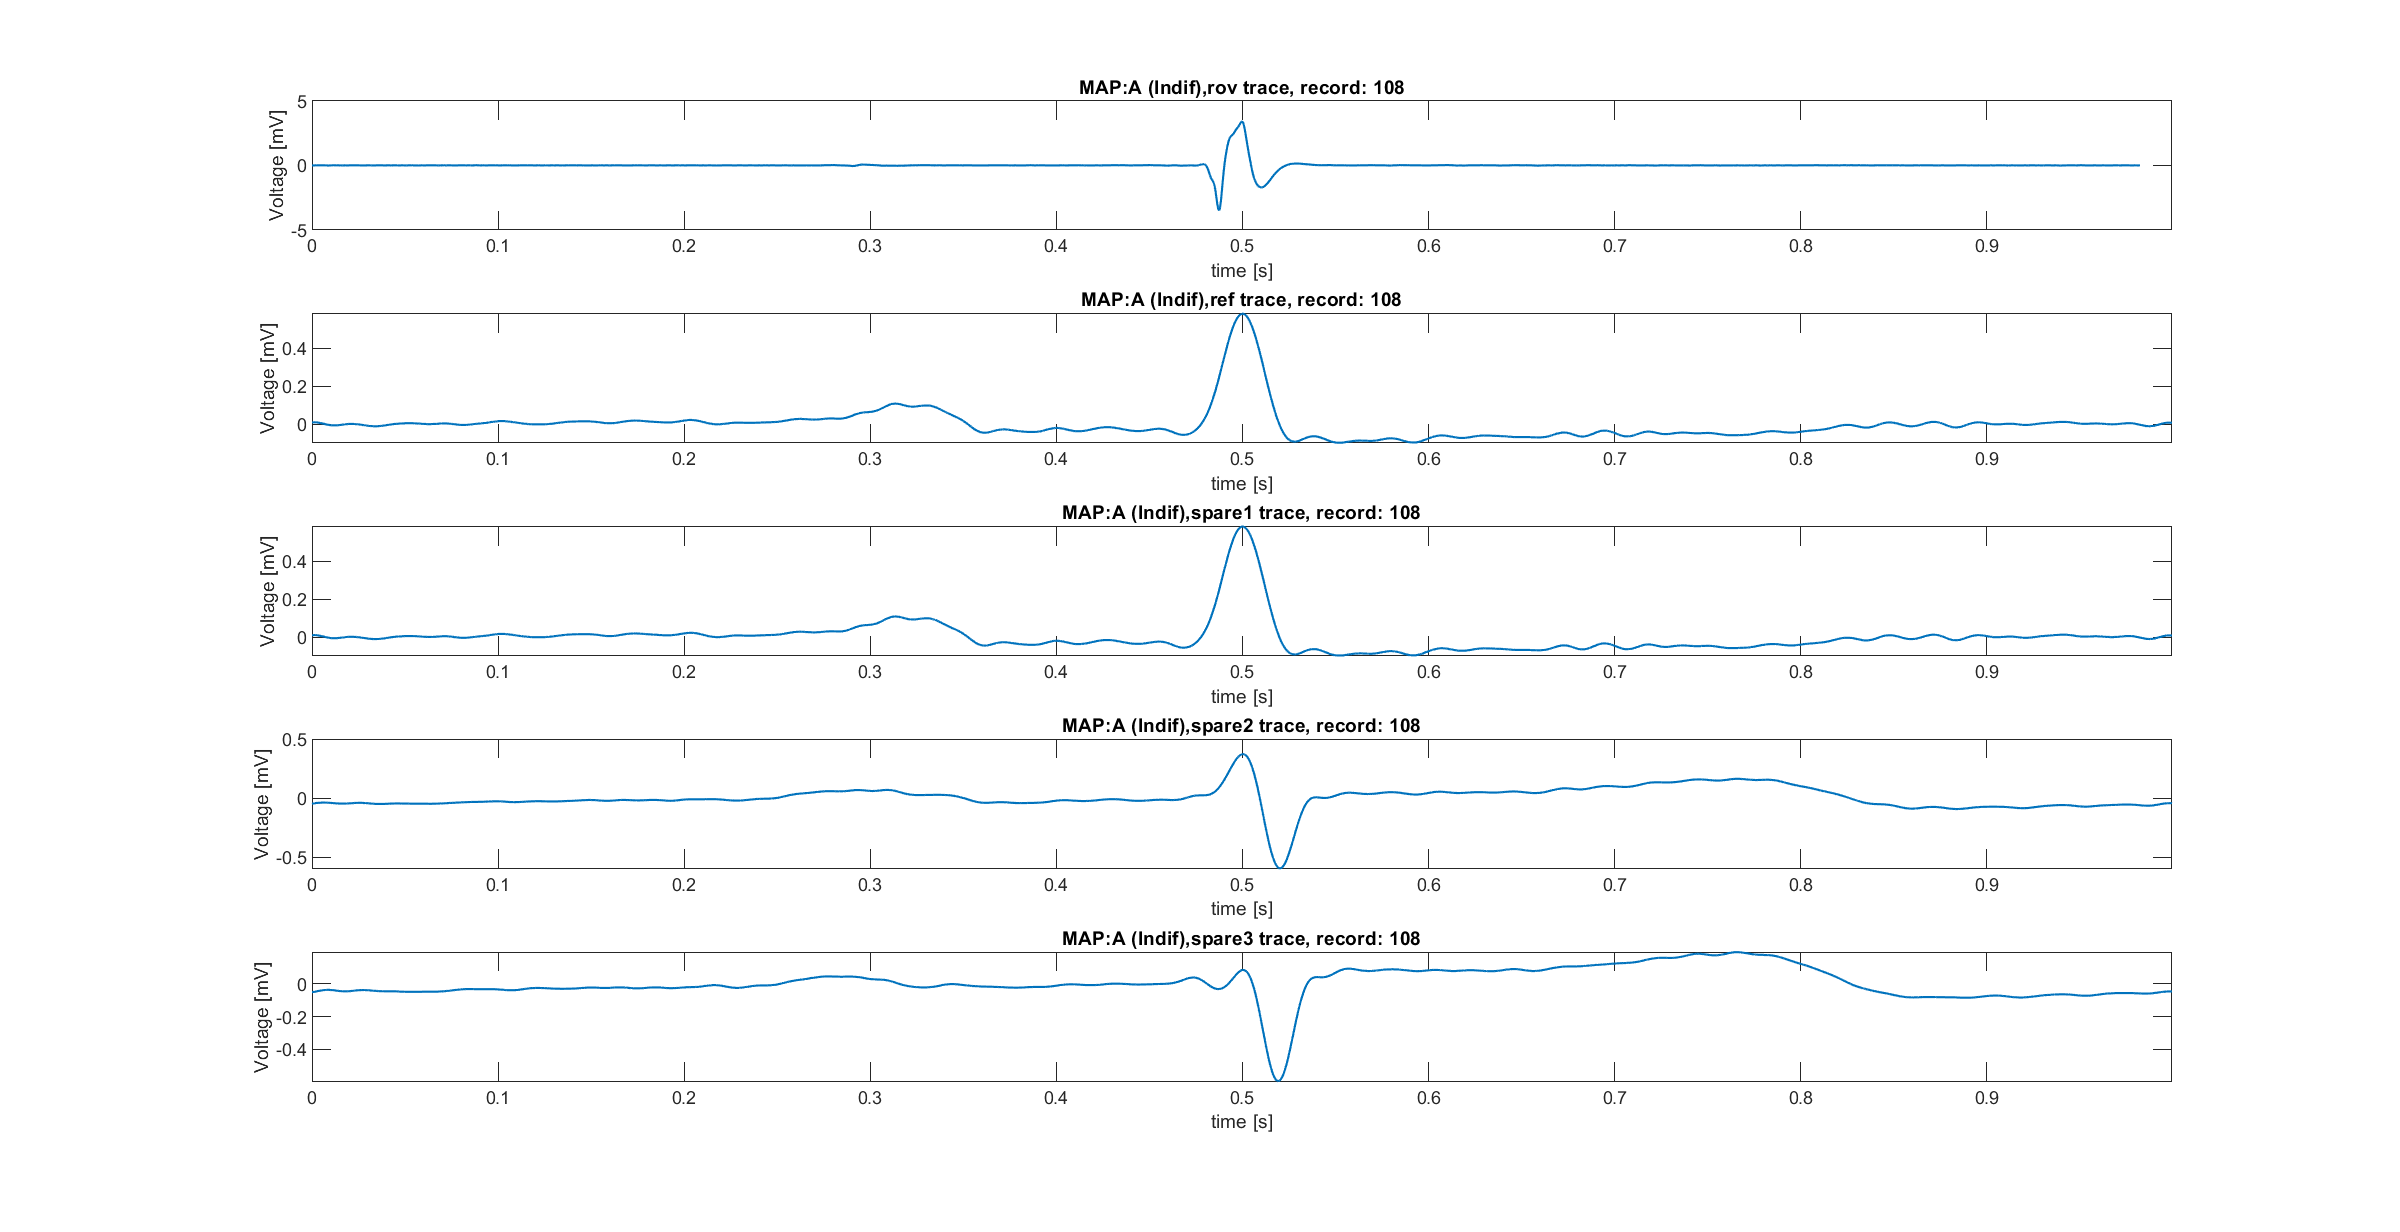 MAP:A (Indif),rov trace, record: 108
Voltage [mV]
5
0
-5
0 0.1 0.2 0.3 0.4 0.5 0.6 0.7 0.8 0.9
time [s]
MAP:A (Indif),ref trace, record: 108
Voltage [mV]
0.4
0.2
0
0 0.1 0.2 0.3 0.4 0.5 0.6 0.7 0.8 0.9
time [s]
MAP:A (Indif),spare1 trace, record: 108
Voltage [mV]
0.4
0.2
0
0 0.1 0.2 0.3 0.4 0.5 0.6 0.7 0.8 0.9
time [s]
MAP:A (Indif),spare2 trace, record: 108
Voltage [mV]
0.5
0
-0.5
0 0.1 0.2 0.3 0.4 0.5 0.6 0.7 0.8 0.9
time [s]
MAP:A (Indif),spare3 trace, record: 108
Voltage [mV]
0
-0.2
-0.4
0 0.1 0.2 0.3 0.4 0.5 0.6 0.7 0.8 0.9
time [s]